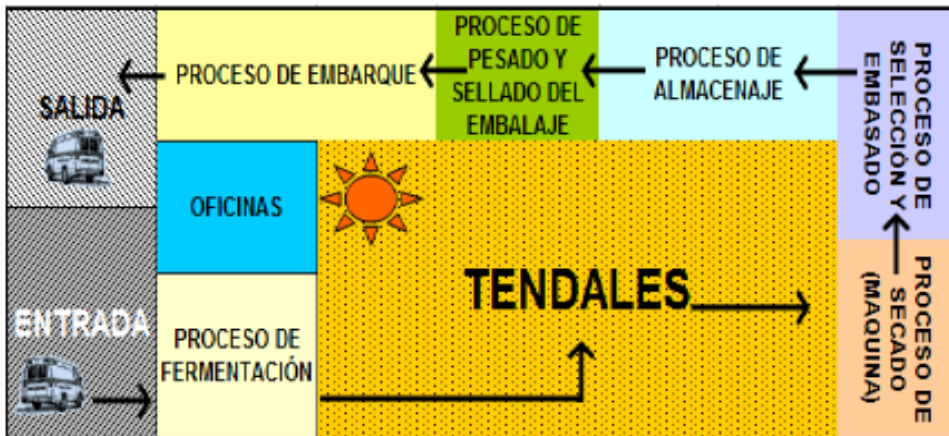 SALIDA
PROCESO DE EMBARQUE
PROCESO DE
PESADO Y
SELLADO DEL
EMBALAJE
PROCESO DE
ALMACENAJE
PROCESO DE
SELECCIÓN Y
EMBASADO
OFICINAS
ENTRADA
PROCESO DE
FERMENTACIÓN
TENDALES
PROCESO DE
SECADO
(MAQUINA)